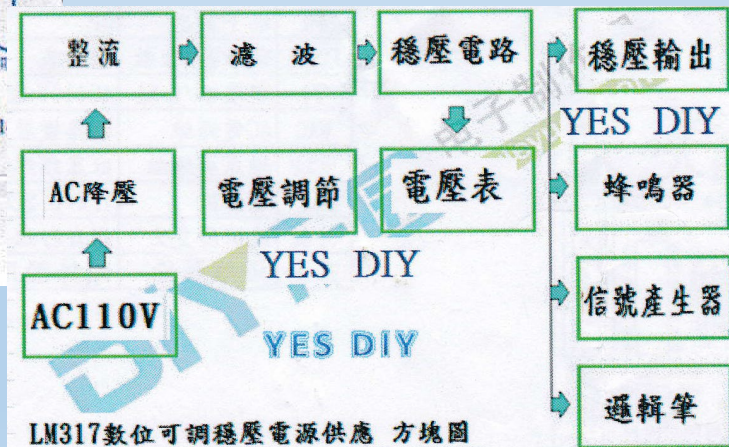 整流
濾 波
穩壓電路
穩壓輸出
YES DIY
AC降壓
電壓調節
電壓表
蜂鳴器
YES DIY
AC110V
信號產生器
YES DIY
邏輯筆
LM317數位可調穩壓電源供應 方塊圖